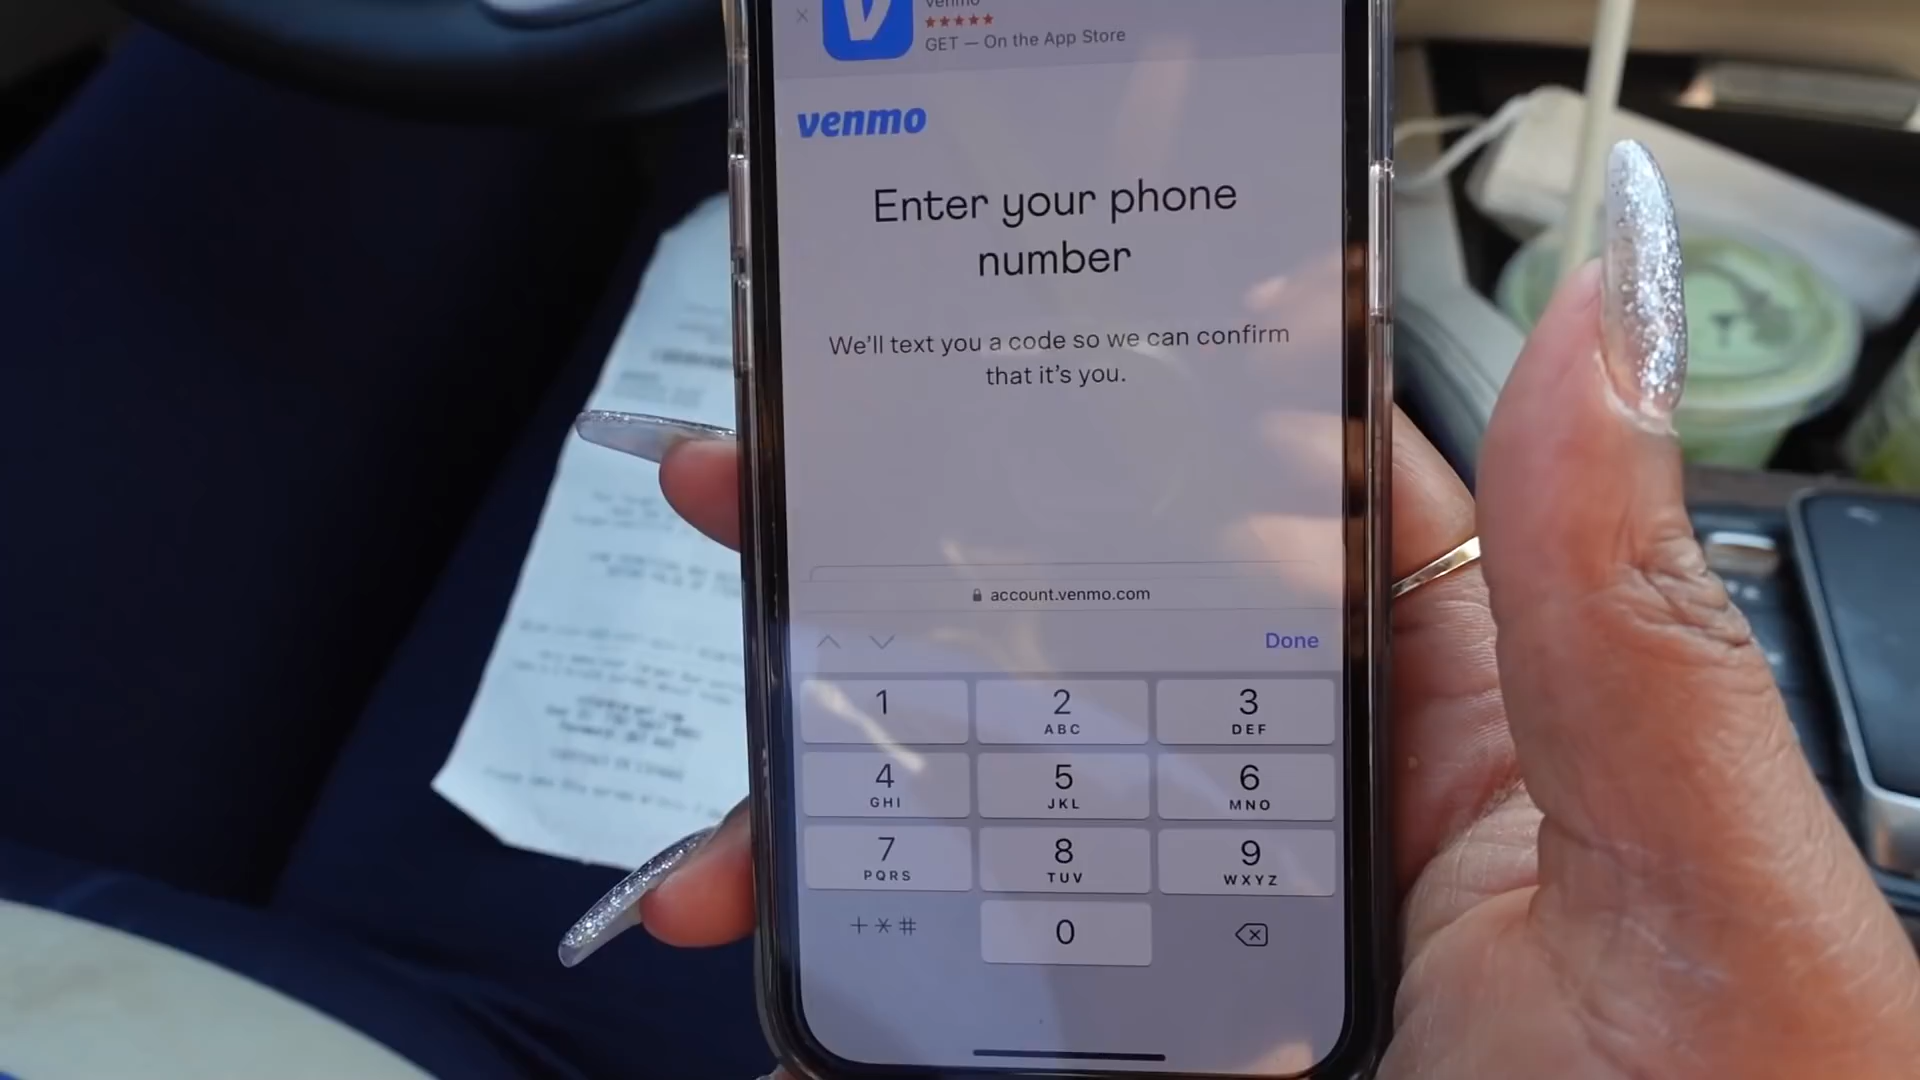 venmo
GET — On the App Store
venmo
Enter your phone
number
We'll text you a code so we can confirm
that it's you.
account.venmo.com
Done
1 2 3
ABC DEF
4 5 6
GHI JKL MNO
7 8 9
PQRS TUV WXYZ
+*# 0